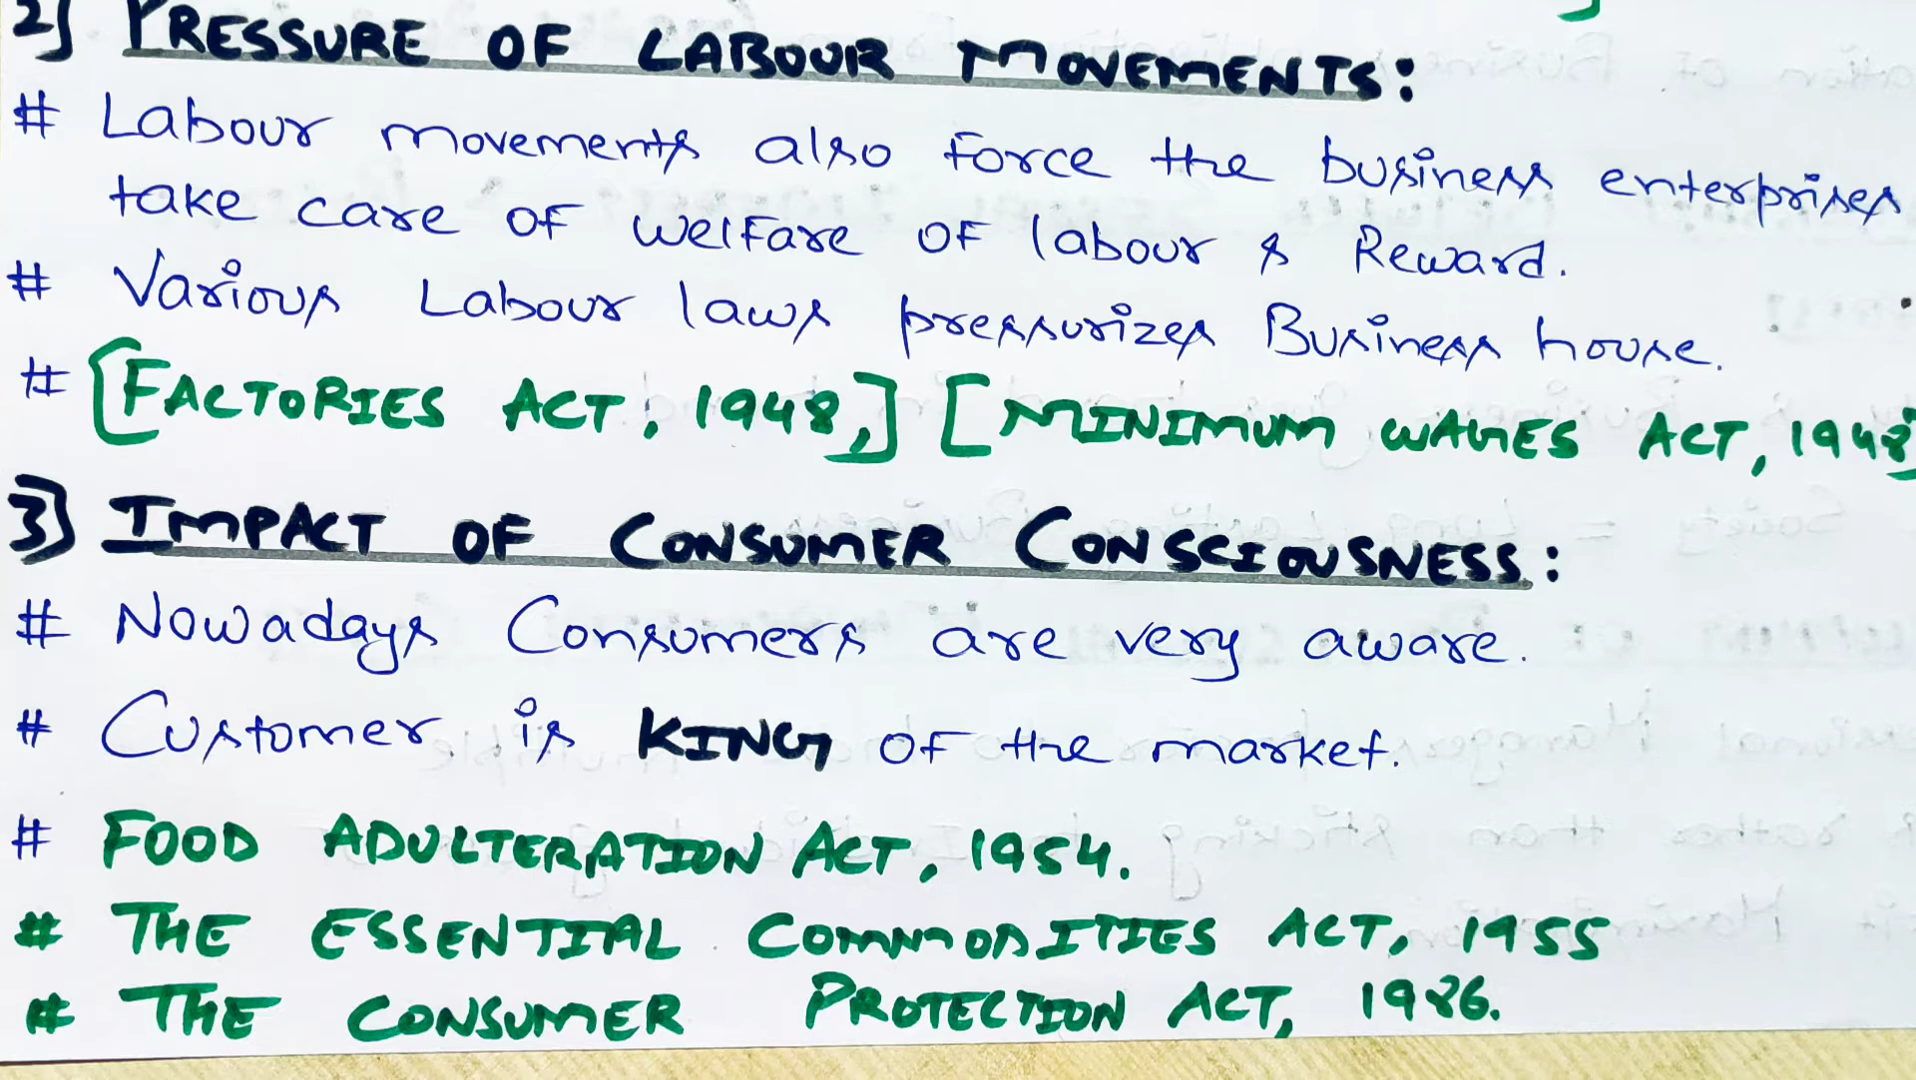 2] PRESSURE OF LABOUR MOVEMENTS:
# Labour movements also force the business enterprises
take care of welfare of labour & Reward.
# Various Labour laws pressurizes Business house.
# [FACTORIES ACT, 1948,] [MINIMUM WAGES ACT, 1948]
3] IMPACT OF CONSUMER CONSCIOUSNESS:
# Nowadays Consumers are very aware.
# Customer is KING of the market.
# FOOD ADULTERATION ACT, 1954.
# THE ESSENTIAL COMMODITIES ACT, 1955
# THE CONSUMER PROTECTION ACT, 1986.